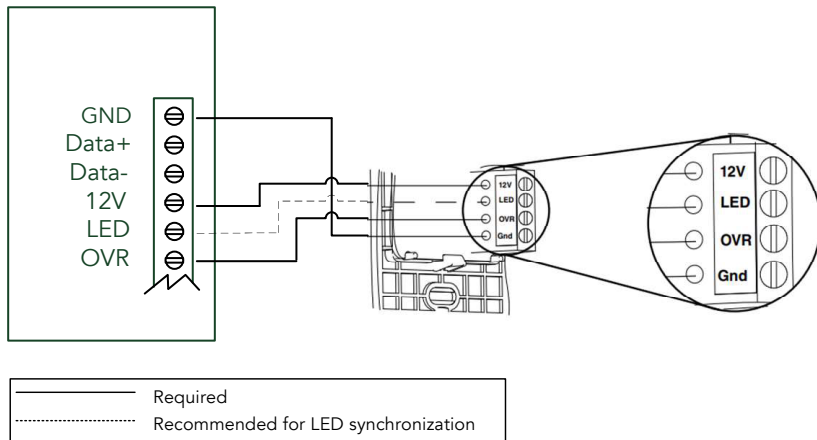 GND
Data+
Data-
12V
LED
OVR
12V
LED
OVR
Gnd
12V
LED
OVR
Gnd
Required
Recommended for LED synchronization